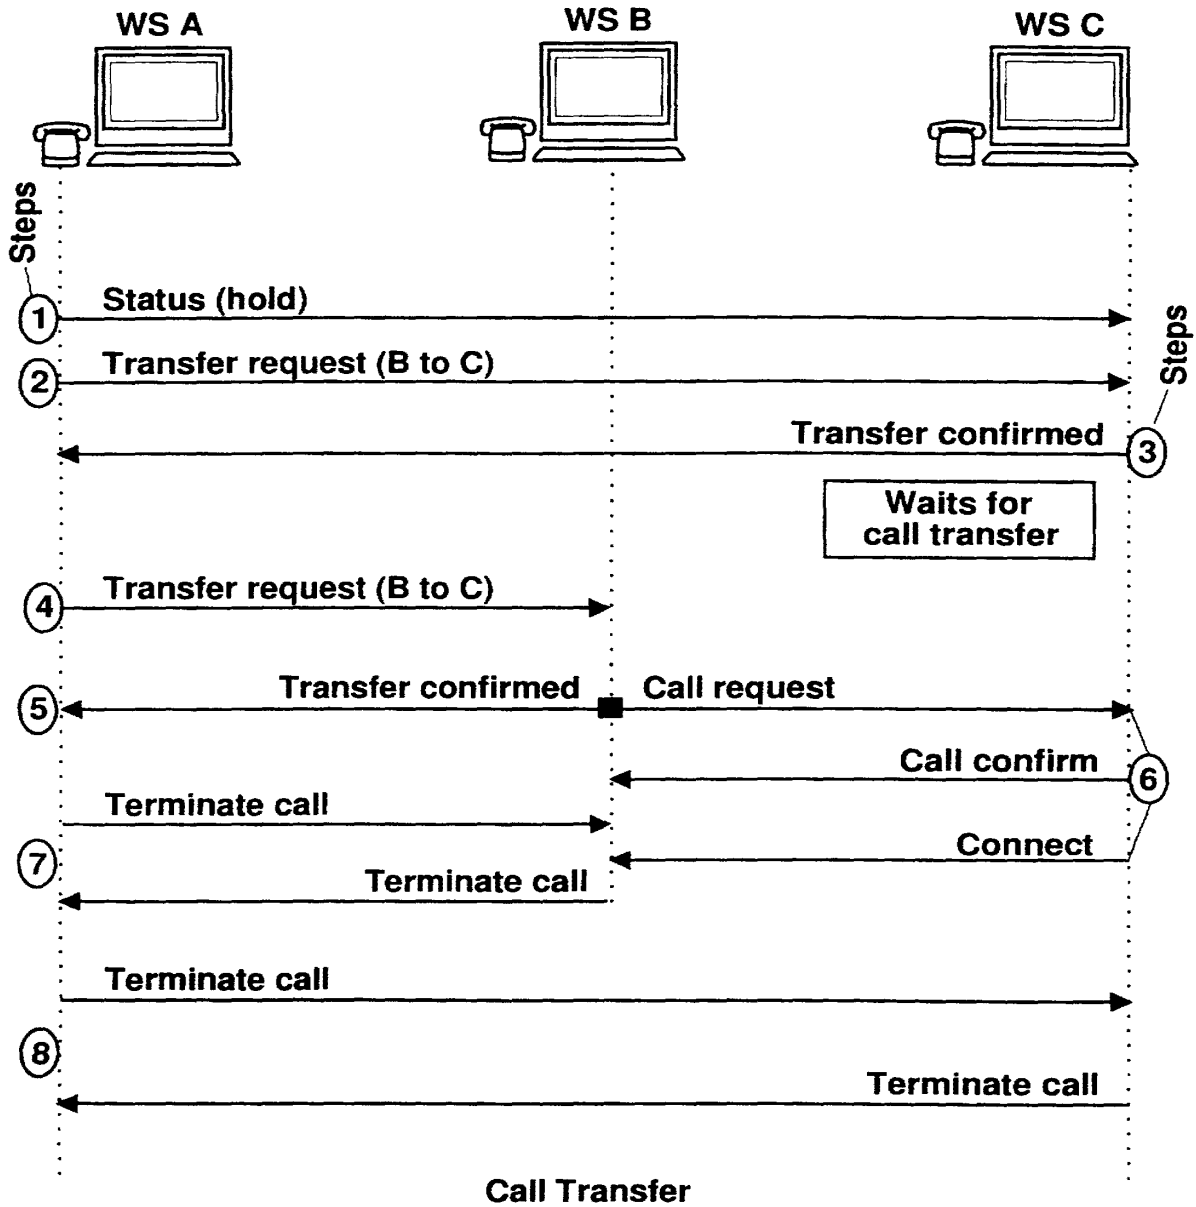 WS A
WS B
WS C
Steps
1
Status (hold)
Steps
2
Transfer request (B to C)
Transfer confirmed
3
Waits for
call transfer
4
Transfer request (B to C)
5
Transfer confirmed
Call request
Call confirm
6
Terminate call
Connect
7
Terminate call
Terminate call
8
Terminate call
Call Transfer